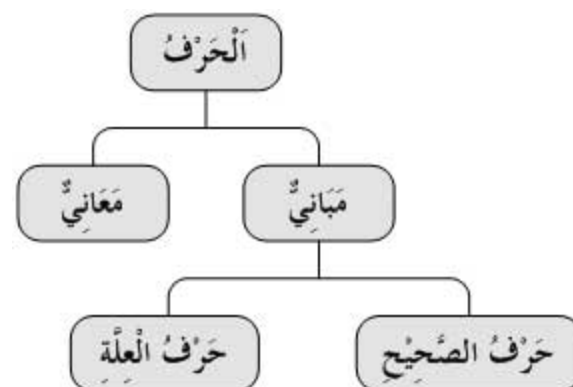 اَلْحَرْفُ
مَبَانِيٌّ
مَعَانِيٌّ
حَرْفُ الصَّحِيْحِ
حَرْفُ الْعِلَّةِ